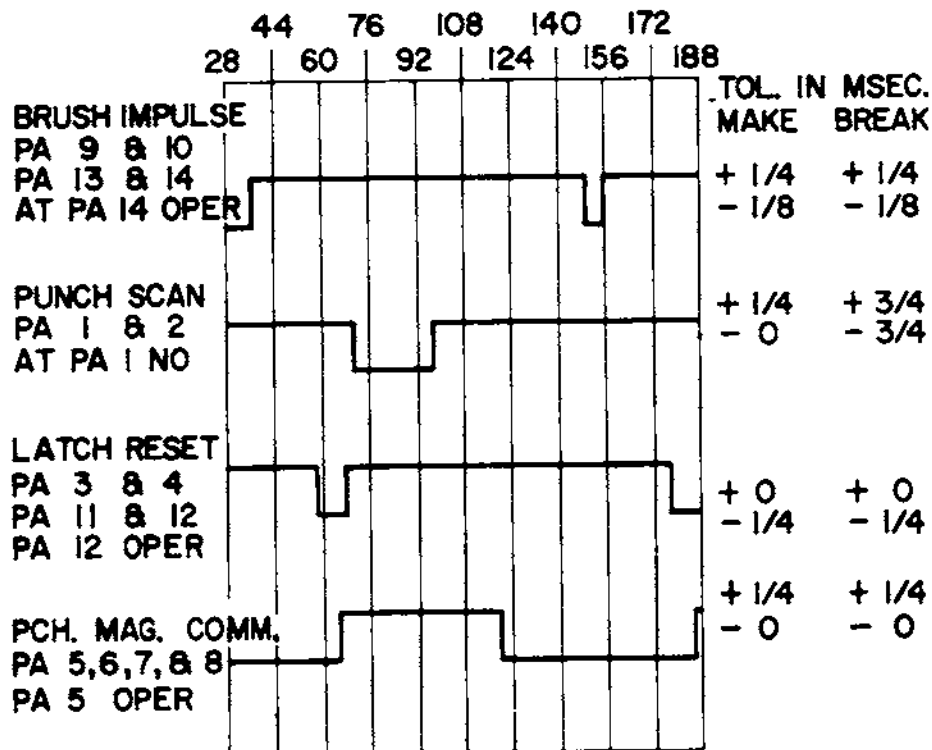 44 76 108 140 172
28 60 92 124 156 188
TOL. IN MSEC.
MAKE BREAK
BRUSH IMPULSE
PA 9 & 10
PA 13 & 14
AT PA 14 OPER
+ 1/4 + 1/4
- 1/8 - 1/8
PUNCH SCAN
PA 1 & 2
AT PA 1 NO
+ 1/4 + 3/4
- 0 - 3/4
LATCH RESET
PA 3 & 4
PA 11 & 12
PA 12 OPER
+ 0 + 0
- 1/4 - 1/4
PCH. MAG. COMM.
PA 5,6,7,& 8
PA 5 OPER
+ 1/4 + 1/4
- 0 - 0